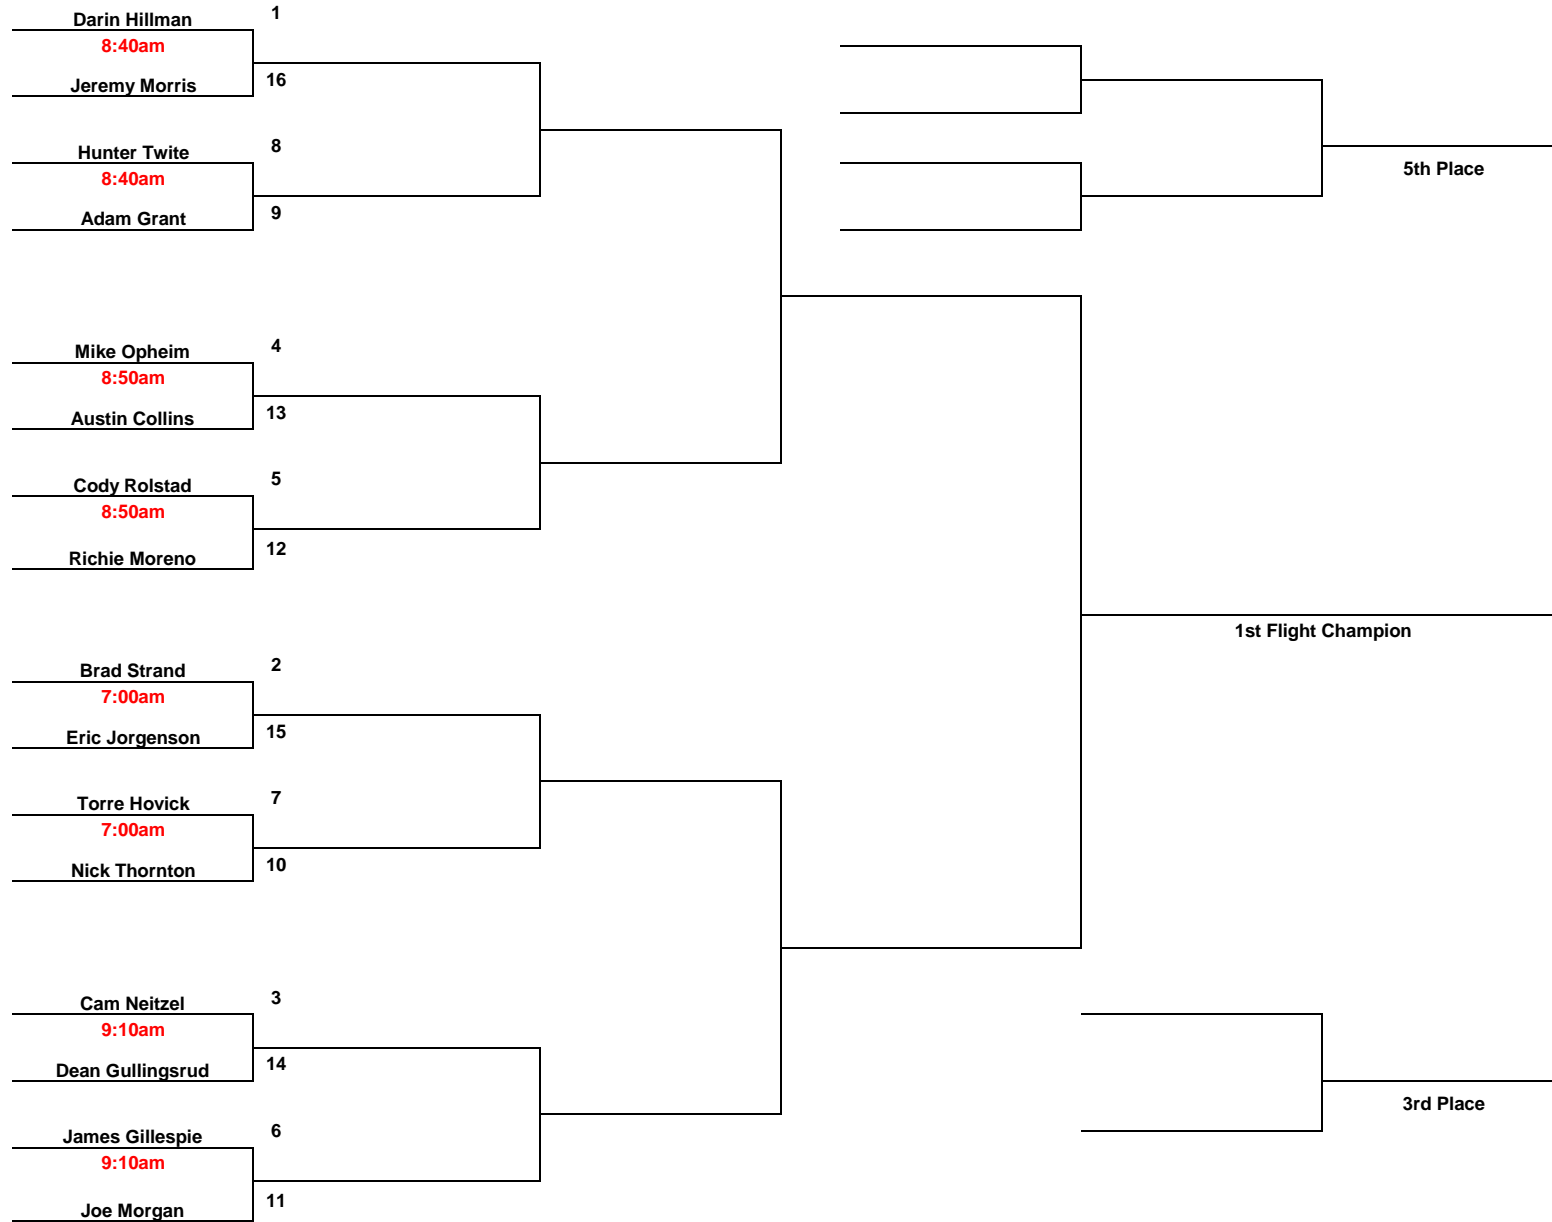 Darin Hillman
1
8:40am
Jeremy Morris
16
Hunter Twite
8
8:40am
Adam Grant
9
5th Place
Mike Opheim
4
8:50am
Austin Collins
13
Cody Rolstad
5
8:50am
Richie Moreno
12
1st Flight Champion
Brad Strand
2
7:00am
Eric Jorgenson
15
Torre Hovick
7
7:00am
Nick Thornton
10
Cam Neitzel
3
9:10am
Dean Gullingsrud
14
James Gillespie
6
9:10am
Joe Morgan
11
3rd Place